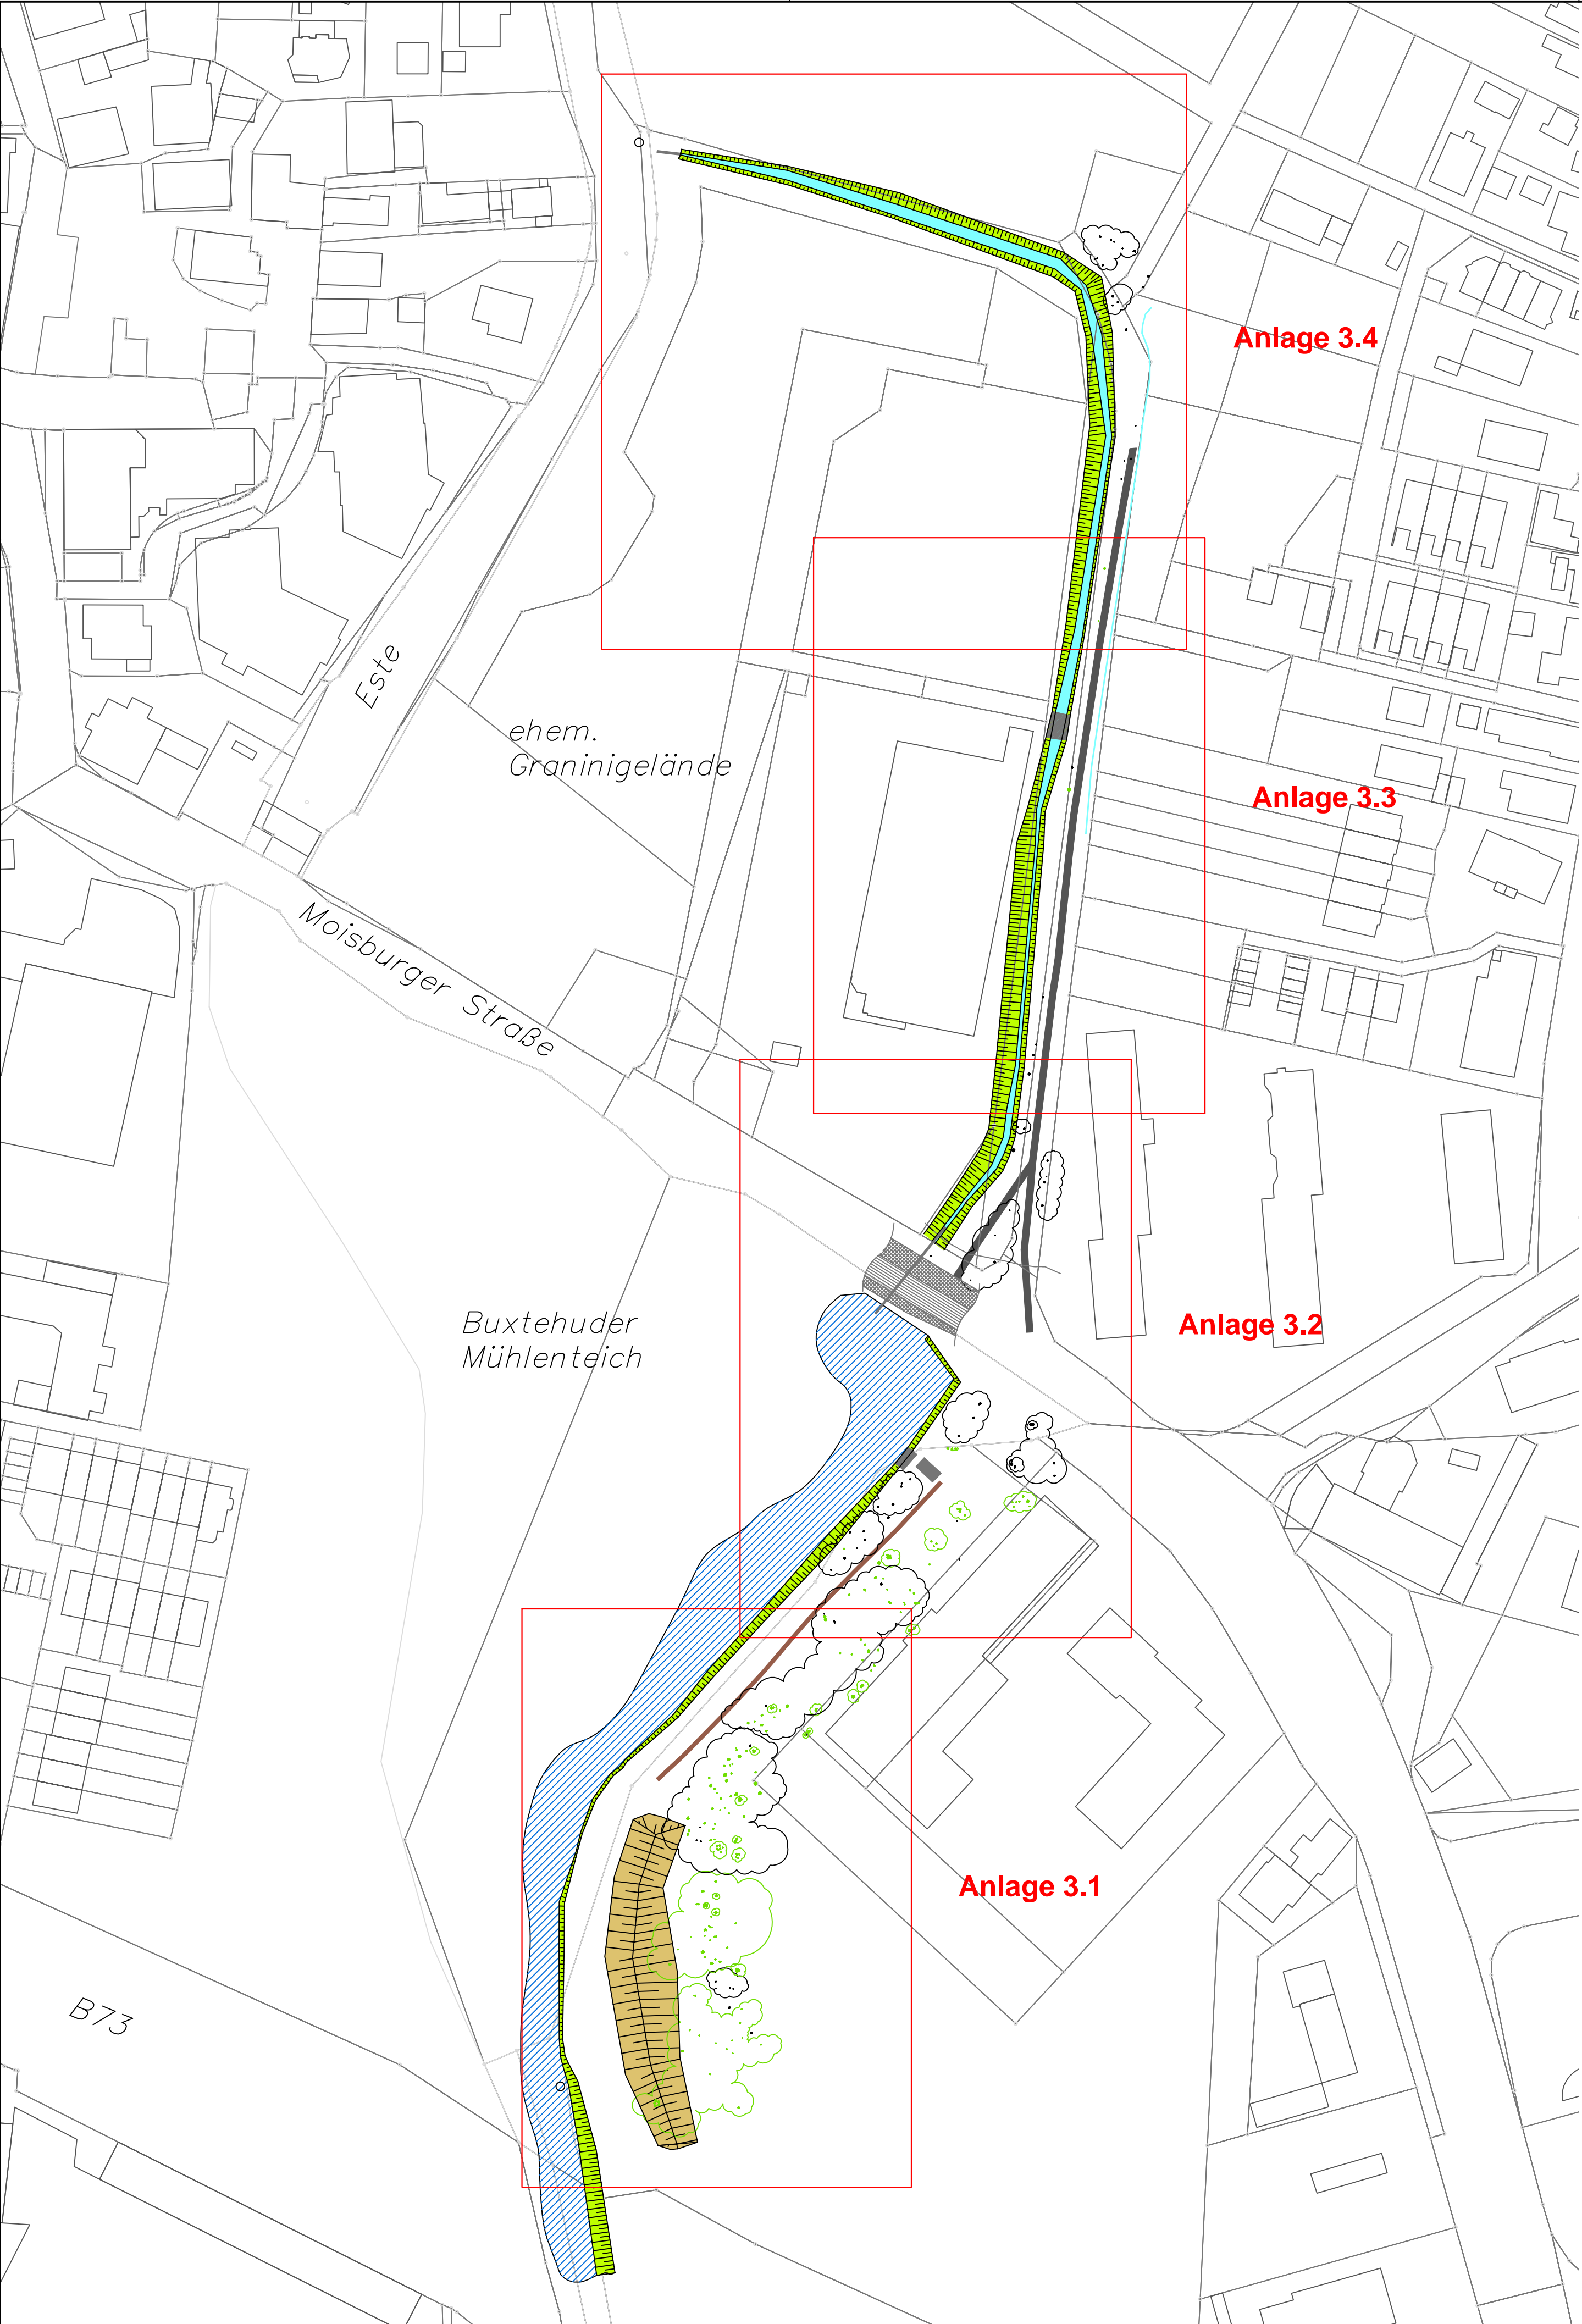 Anlage 3.4
Este
ehem.
Graninigelände
Anlage 3.3
Moisburger Straße
Buxtehuder
Mühlenteich
Anlage 3.2
Anlage 3.1
B73